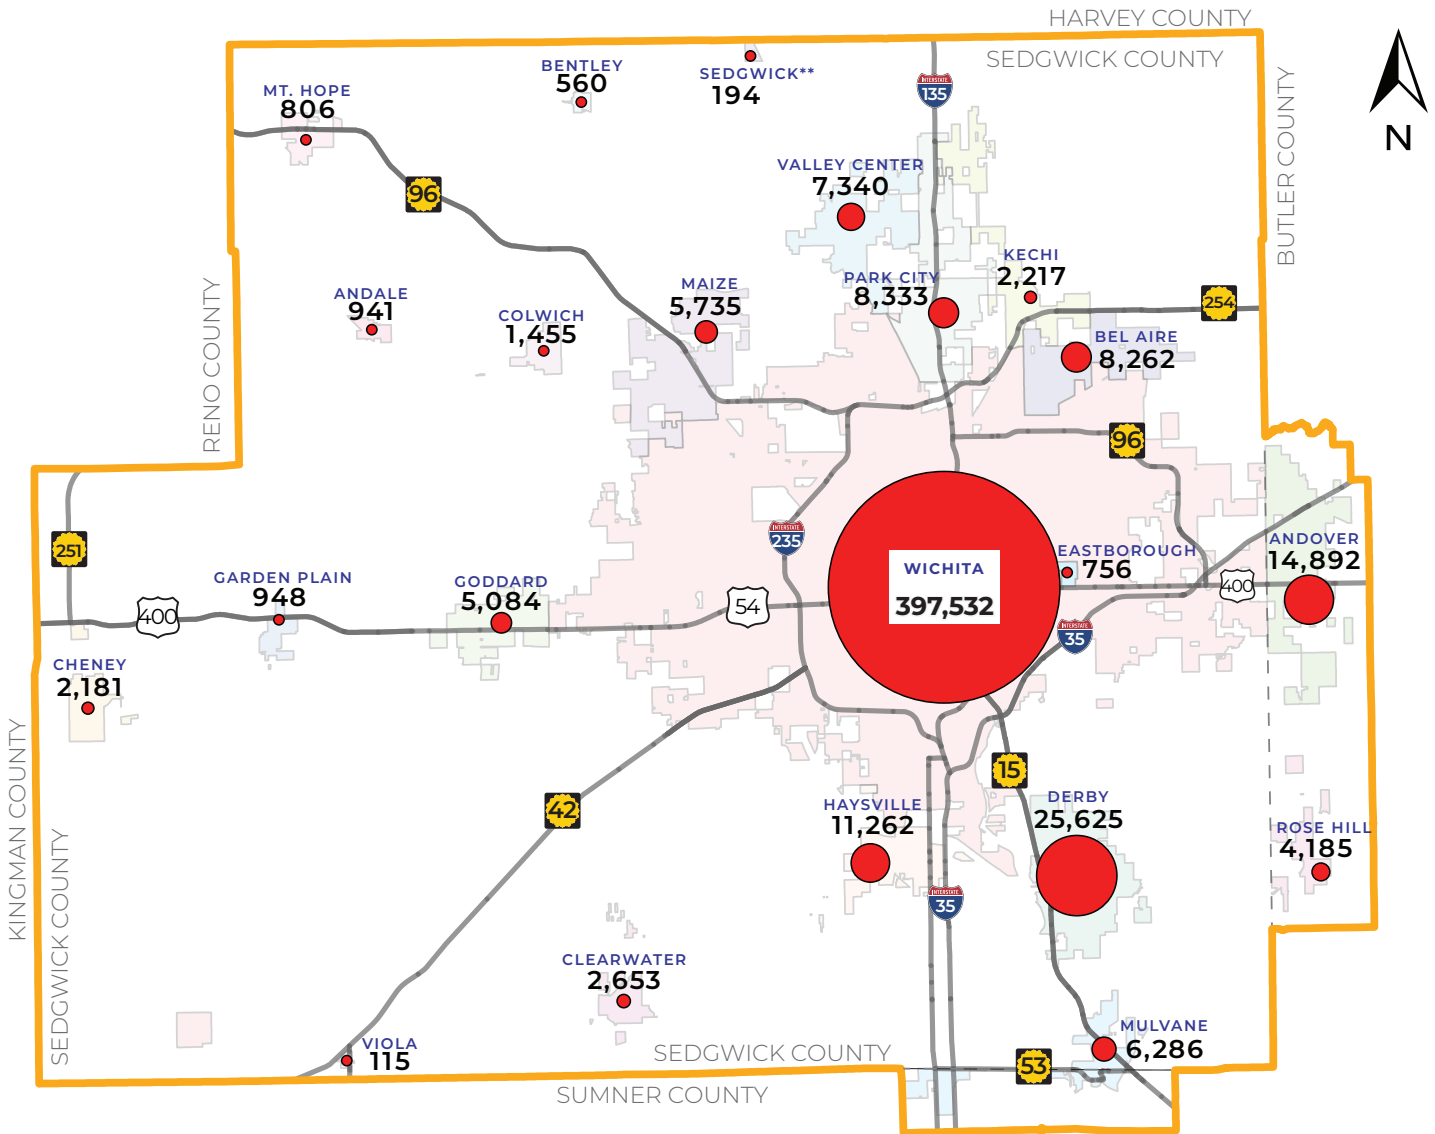 HARVEY COUNTY
SEDGWICK COUNTY
BUTLER COUNTY
N
MT. HOPE
806
BENTLEY
560
SEDGWICK**
194
INTERSTATE
135
96
VALLEY CENTER
7,340
KECHI
2,217
PARK CITY
8,333
254
BEL AIRE
8,262
RENO COUNTY
ANDALE
941
COLWICH
1,455
MAIZE
5,735
96
251
INTERSTATE
235
WICHITA
397,532
EASTBOROUGH
756
ANDOVER
14,892
400
GARDEN PLAIN
948
GODDARD
5,084
54
400
INTERSTATE
35
CHENEY
2,181
KINGMAN COUNTY
SEDGWICK COUNTY
42
15
HAYSVILLE
11,262
DERBY
25,625
ROSE HILL
4,185
INTERSTATE
35
CLEARWATER
2,653
VIOLA
115
MULVANE
6,286
SEDGWICK COUNTY
53
SUMNER COUNTY